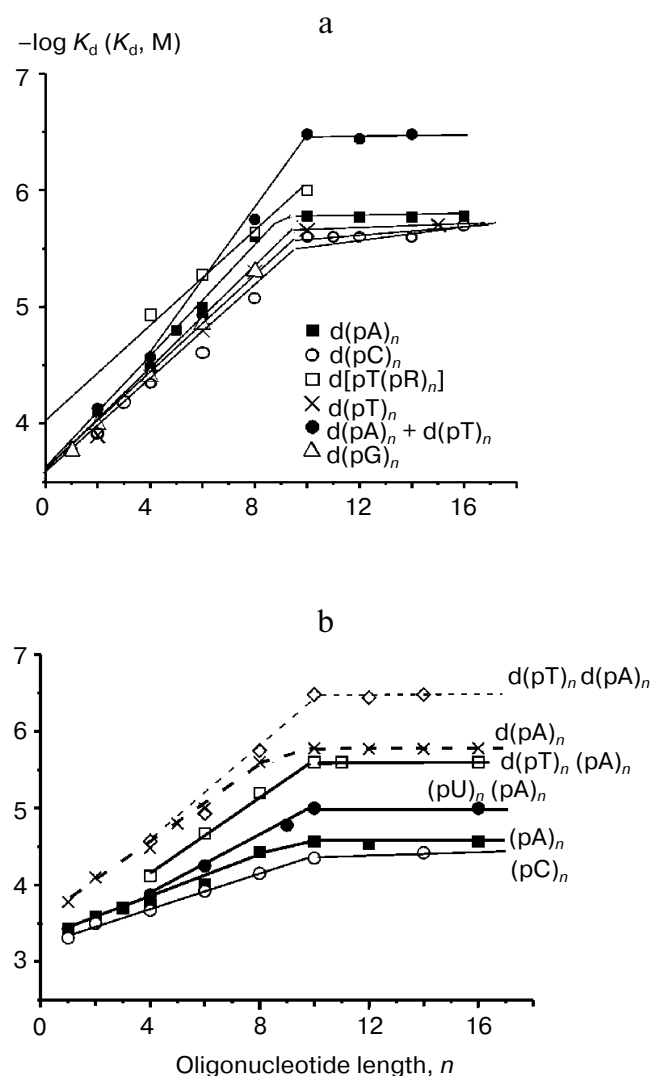 a
−log Kd (Kd, M)
7
6
5
4
d(pA)n
d(pC)n
d[pT(pR)n]
d(pT)n
d(pA)n + d(pT)n
d(pG)n
0 4 8 12 16
b
7
6
5
4
3
d(pT)n d(pA)n
d(pA)n
d(pT)n (pA)n
(pU)n (pA)n
(pA)n
(pC)n
0 4 8 12 16
Oligonucleotide length, n